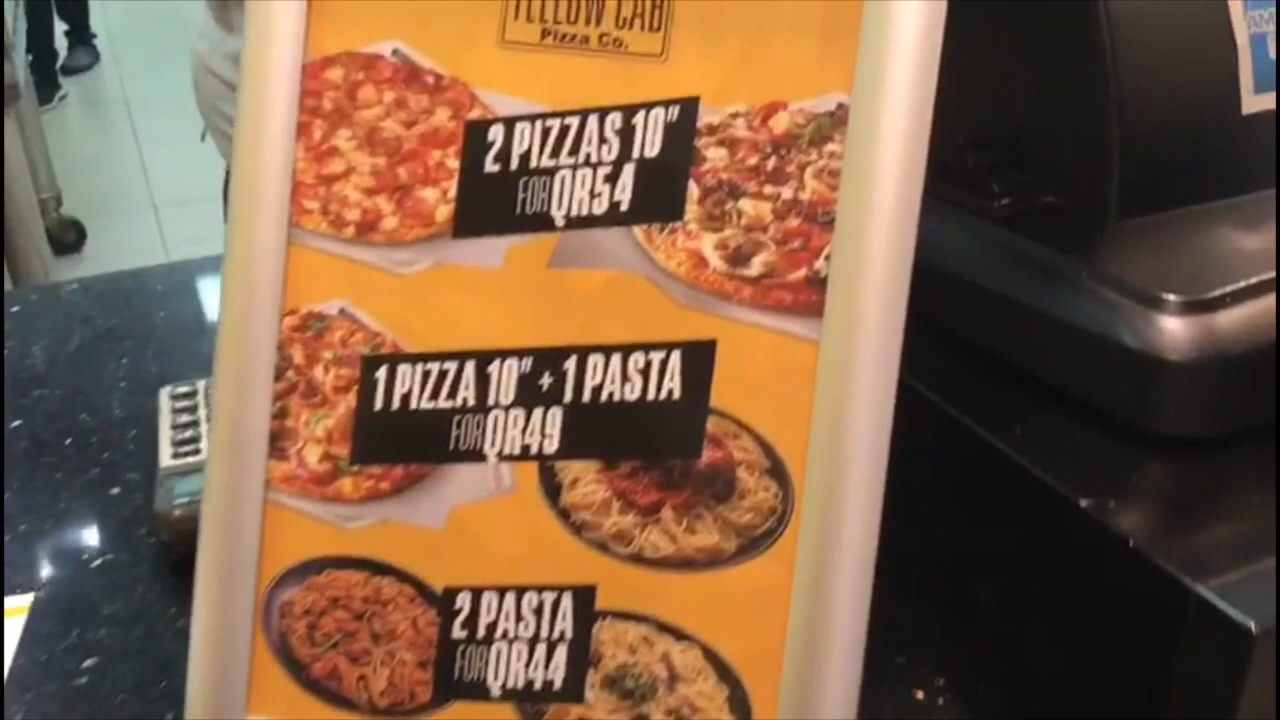 YELLOW CAB
Pizza Co.
2 PIZZAS 10"
FOR QR54
1 PIZZA 10" + 1 PASTA
FOR QR49
2 PASTA
FOR QR44
AM